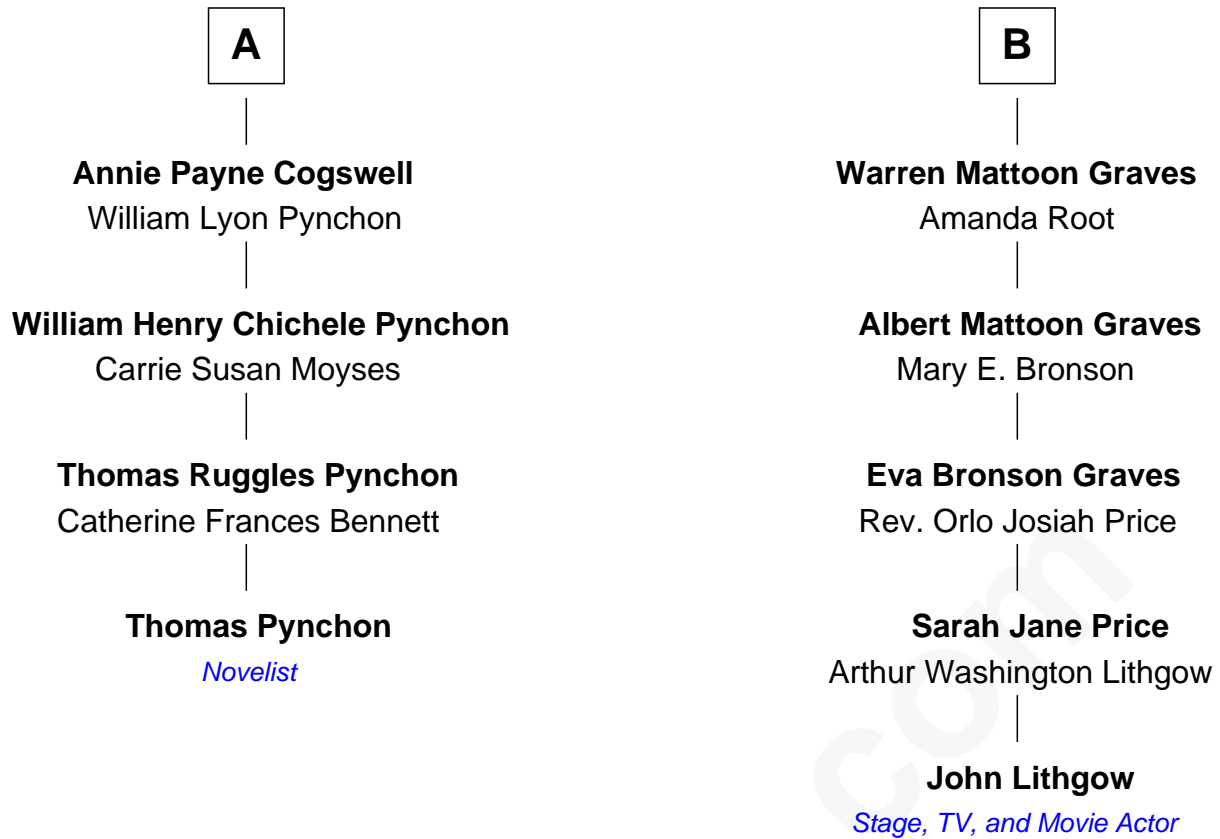 A
Annie Payne Cogswell
William Lyon Pynchon
William Henry Chichele Pynchon
Carrie Susan Moyses
Thomas Ruggles Pynchon
Catherine Frances Bennett
Thomas Pynchon
Novelist
B
Warren Mattoon Graves
Amanda Root
Albert Mattoon Graves
Mary E. Bronson
Eva Bronson Graves
Rev. Orlo Josiah Price
Sarah Jane Price
Arthur Washington Lithgow
John Lithgow
Stage, TV, and Movie Actor
com